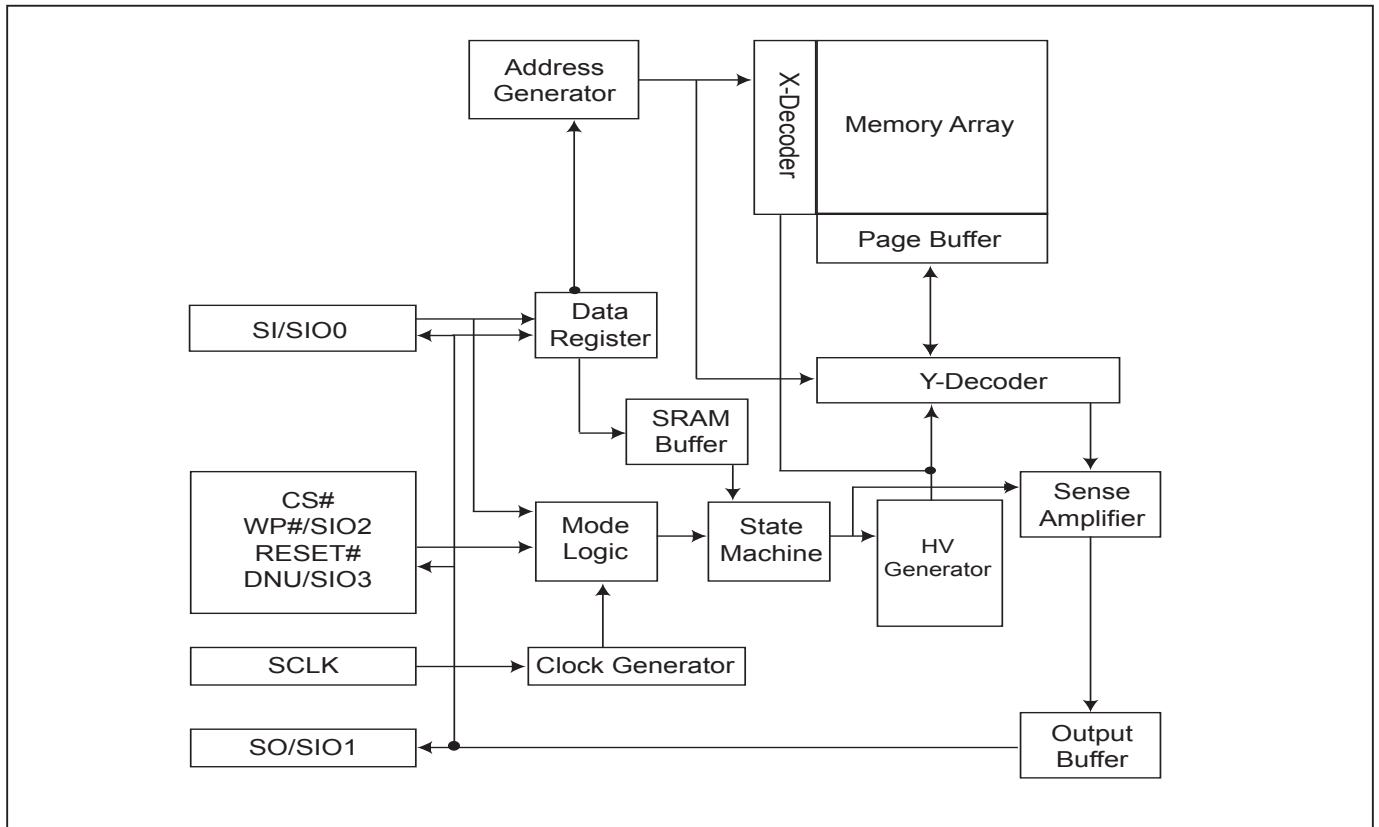 Address
Generator
X-Decoder
Memory Array
Page Buffer
SI/SIO0
Data
Register
Y-Decoder
SRAM
Buffer
CS#
WP#/SIO2
RESET#
DNU/SIO3
Mode
Logic
State
Machine
HV
Generator
Sense
Amplifier
SCLK
Clock Generator
SO/SIO1
Output
Buffer